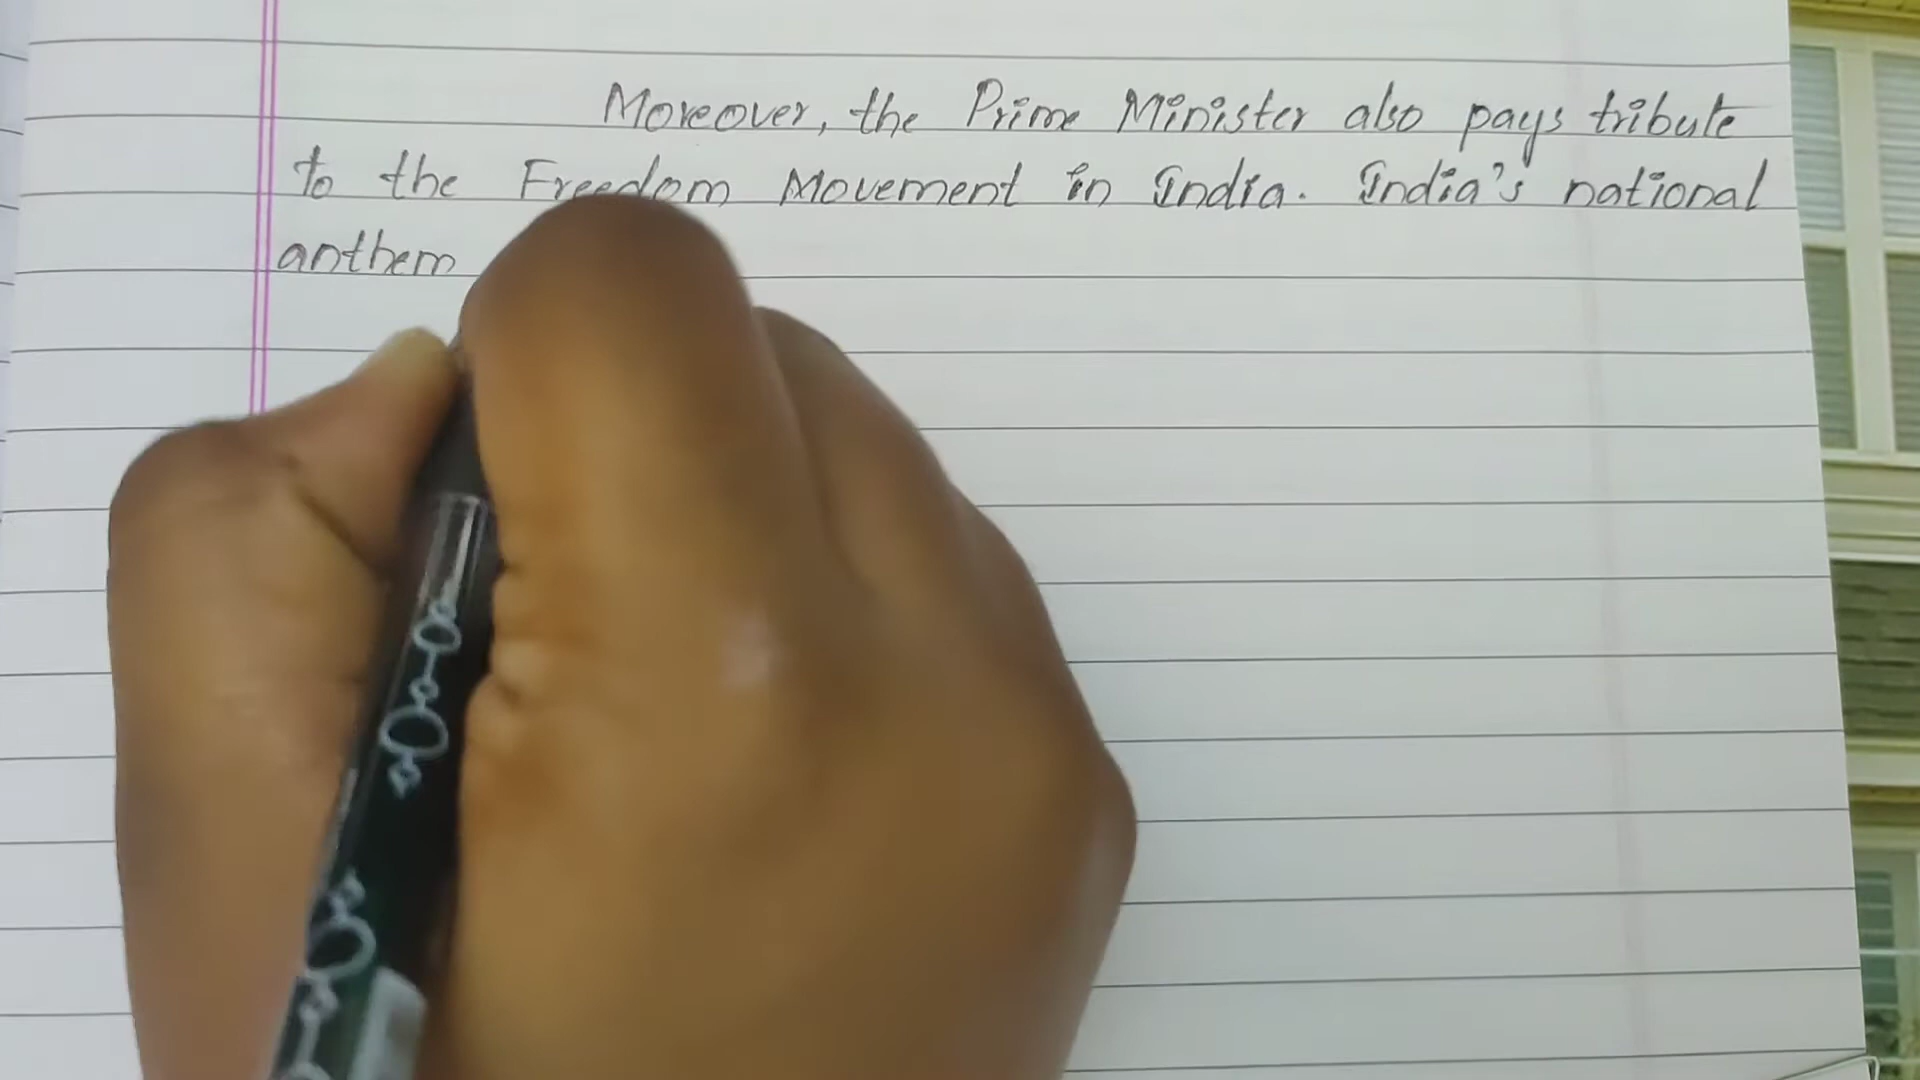 Moreover, the Prime Minister also pays tribute
to the Freedom Movement in India. India's national
anthem